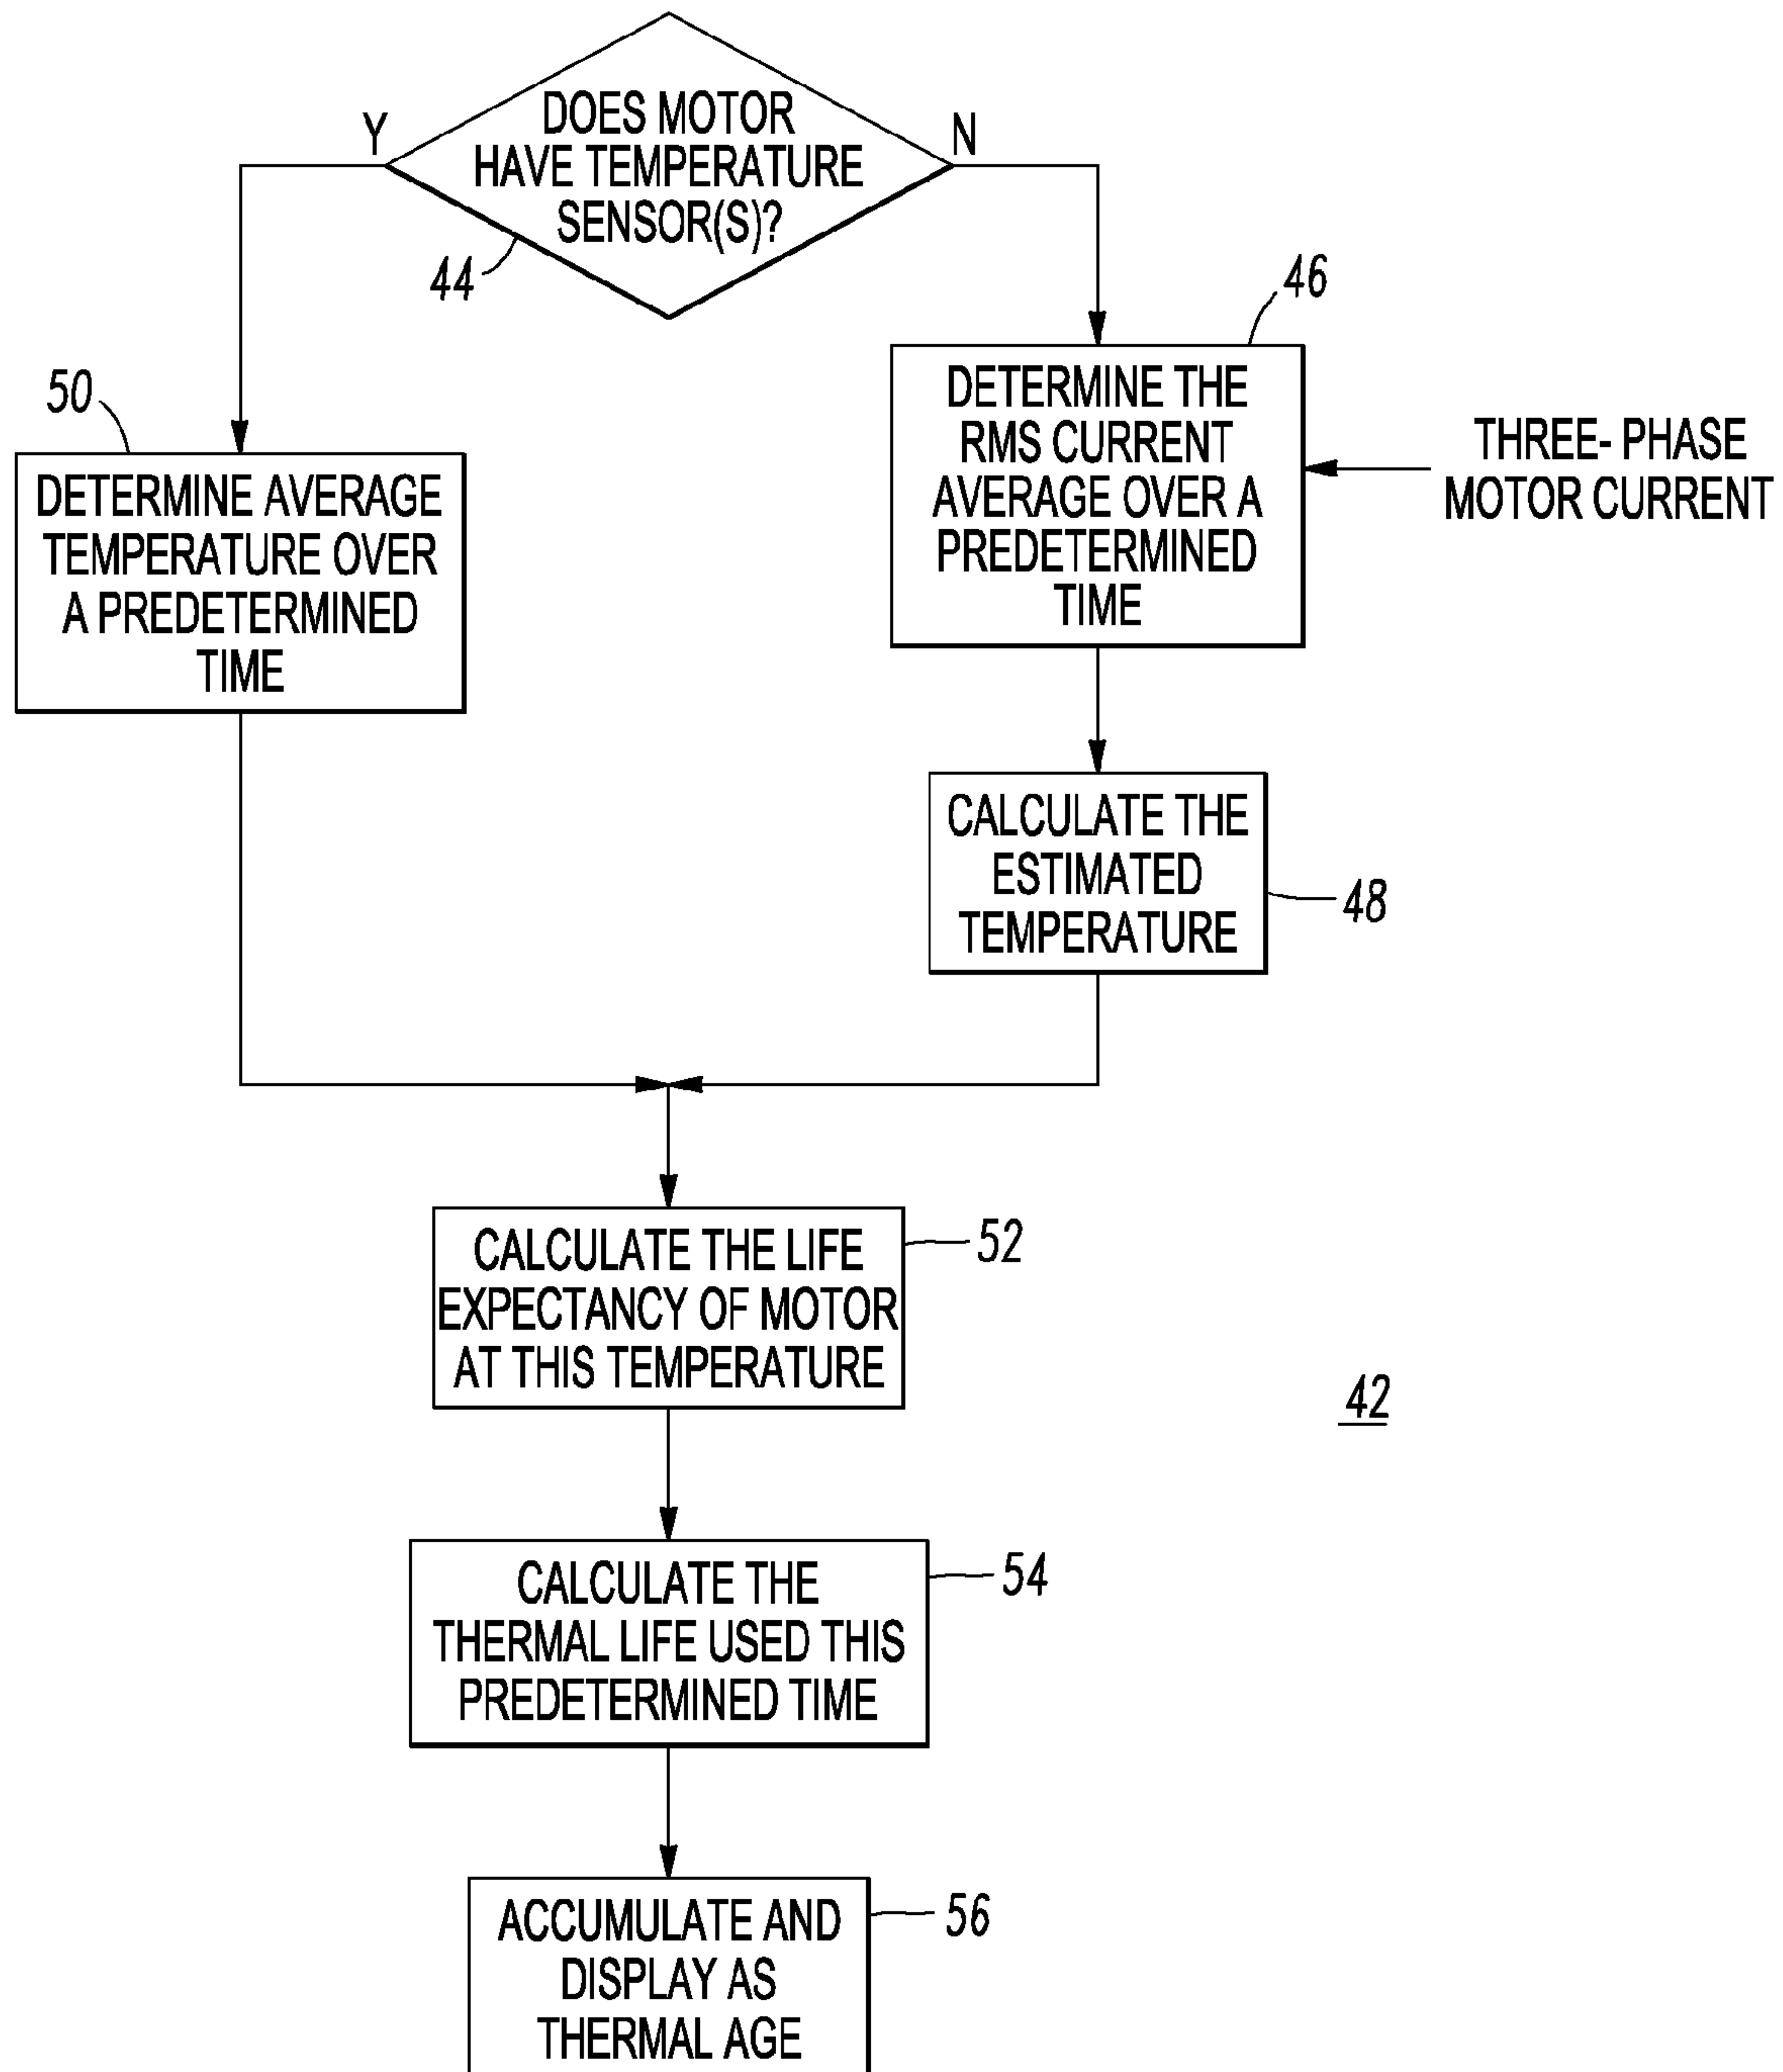 DOES MOTOR
HAVE TEMPERATURE
SENSOR(S)?
Y
N
44
46
50
DETERMINE THE
RMS CURRENT
AVERAGE OVER A
PREDETERMINED
TIME
THREE- PHASE
MOTOR CURRENT
DETERMINE AVERAGE
TEMPERATURE OVER
A PREDETERMINED
TIME
CALCULATE THE
ESTIMATED
TEMPERATURE
48
CALCULATE THE LIFE
EXPECTANCY OF MOTOR
AT THIS TEMPERATURE
52
42
CALCULATE THE
THERMAL LIFE USED THIS
PREDETERMINED TIME
54
ACCUMULATE AND
DISPLAY AS
THERMAL AGE
56